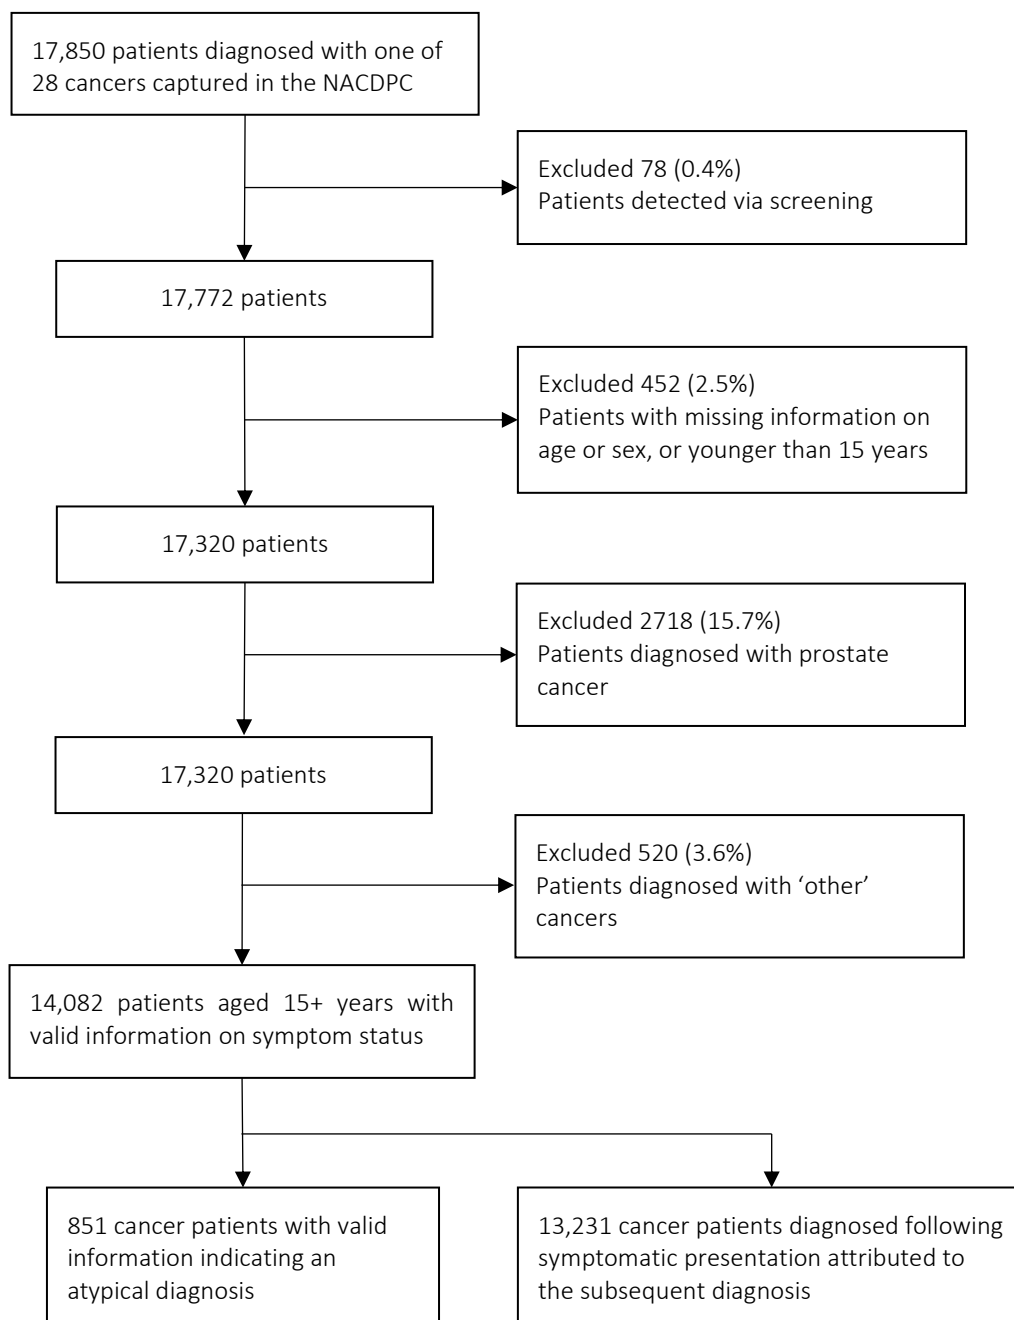 17,850 patients diagnosed with one of
28 cancers captured in the NACDPC
Excluded 78 (0.4%)
Patients detected via screening
17,772 patients
Excluded 452 (2.5%)
Patients with missing information on
age or sex, or younger than 15 years
17,320 patients
Excluded 2718 (15.7%)
Patients diagnosed with prostate
cancer
17,320 patients
Excluded 520 (3.6%)
Patients diagnosed with ‘other’
cancers
14,082 patients aged 15+ years with
valid information on symptom status
851 cancer patients with valid
information indicating an
atypical diagnosis
13,231 cancer patients diagnosed following
symptomatic presentation attributed to
the subsequent diagnosis